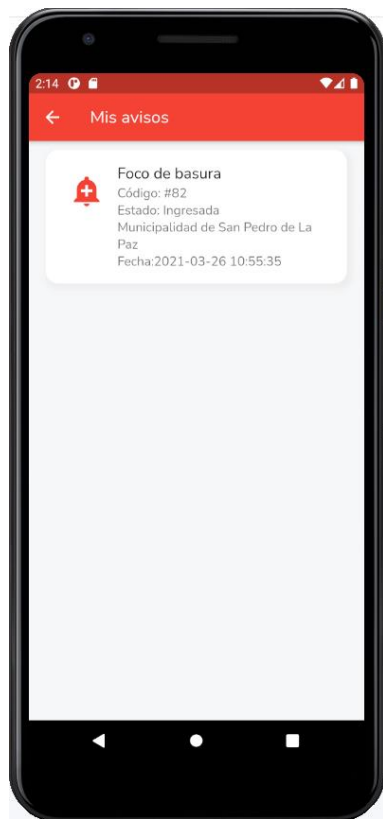 2:14
Mis avisos
Foco de basura
Código: #82
Estado: Ingresada
Municipalidad de San Pedro de La
Paz
Fecha:2021-03-26 10:55:35